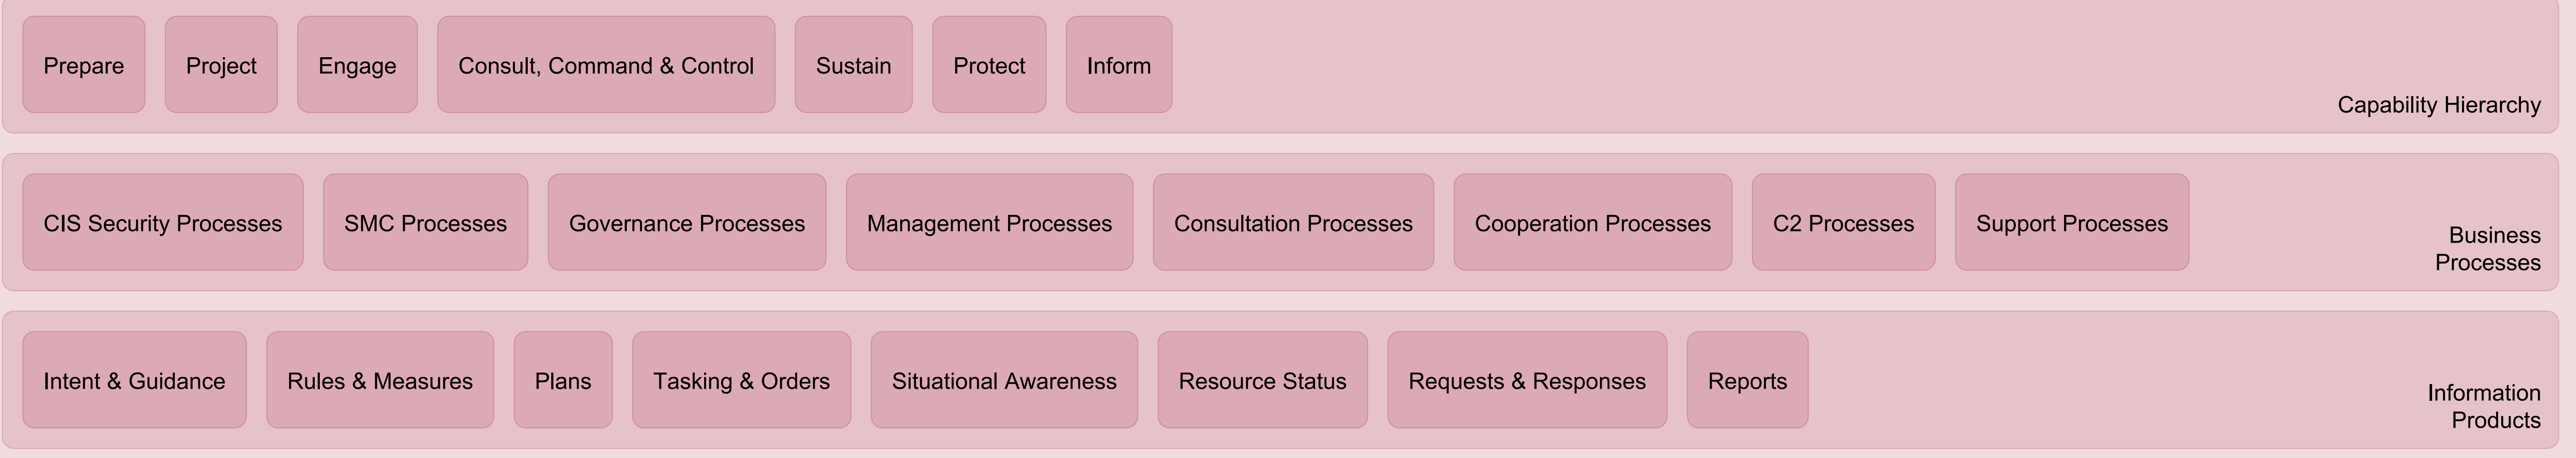 Prepare
Project
Engage
Consult, Command & Control
Sustain
Protect
Inform
Capability Hierarchy
CIS Security Processes
SMC Processes
Governance Processes
Management Processes
Consultation Processes
Cooperation Processes
C2 Processes
Support Processes
Business
Processes
Intent & Guidance
Rules & Measures
Plans
Tasking & Orders
Situational Awareness
Resource Status
Requests & Responses
Reports
Information
Products